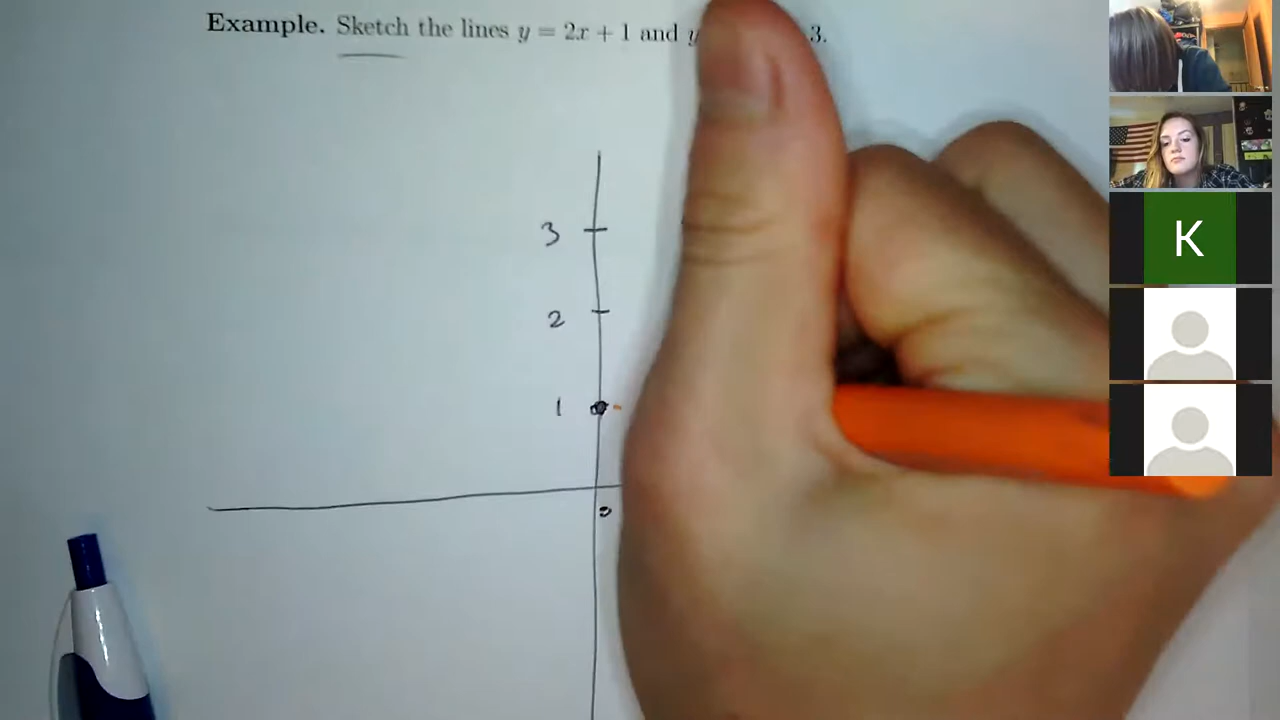 Example. Sketch the lines y = 2x + 1 and y 3.
3
2
1
0
K